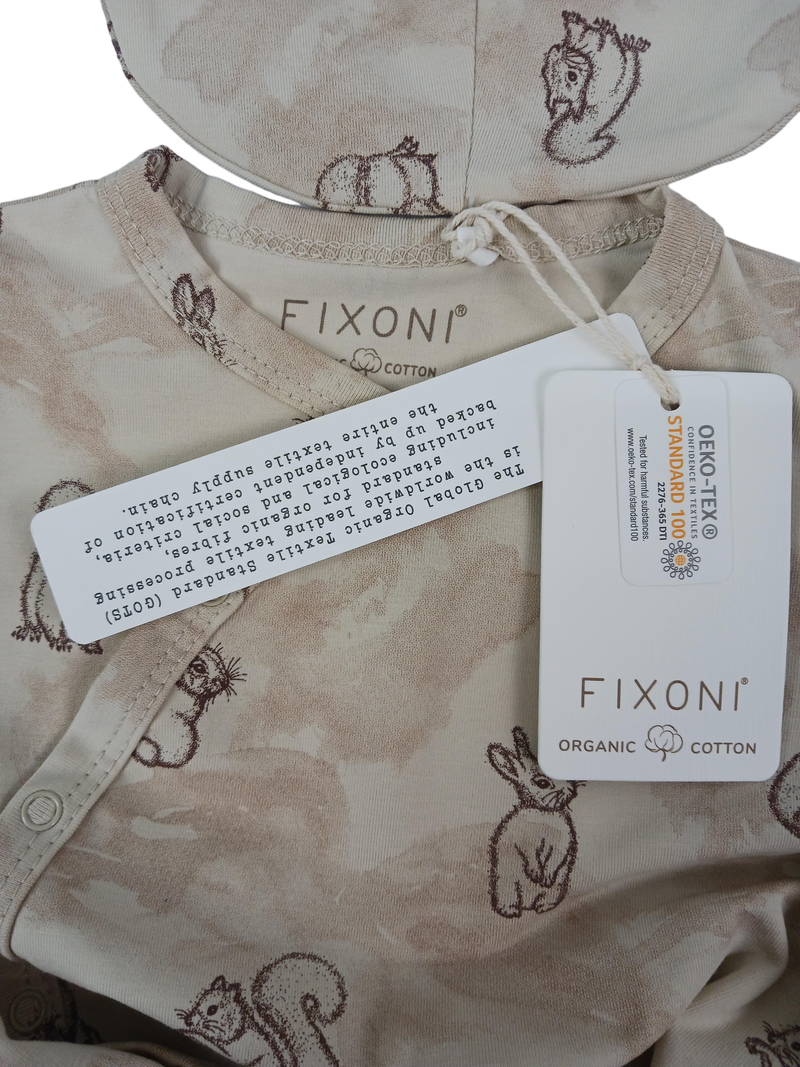 FIXONI®
COTTON
The Global Organic Textile Standard (GOTS)
is the worldwide leading textile processing
standard for organic fibres,
including ecological and social criteria,
backed up by independent certification of
the entire textile supply chain.
OEKO-TEX®
CONFIDENCE IN TEXTILES
STANDARD 100
2276-365 DTI
Tested for harmful substances.
www.oeko-tex.com/standard100
FIXONI®
ORGANIC COTTON